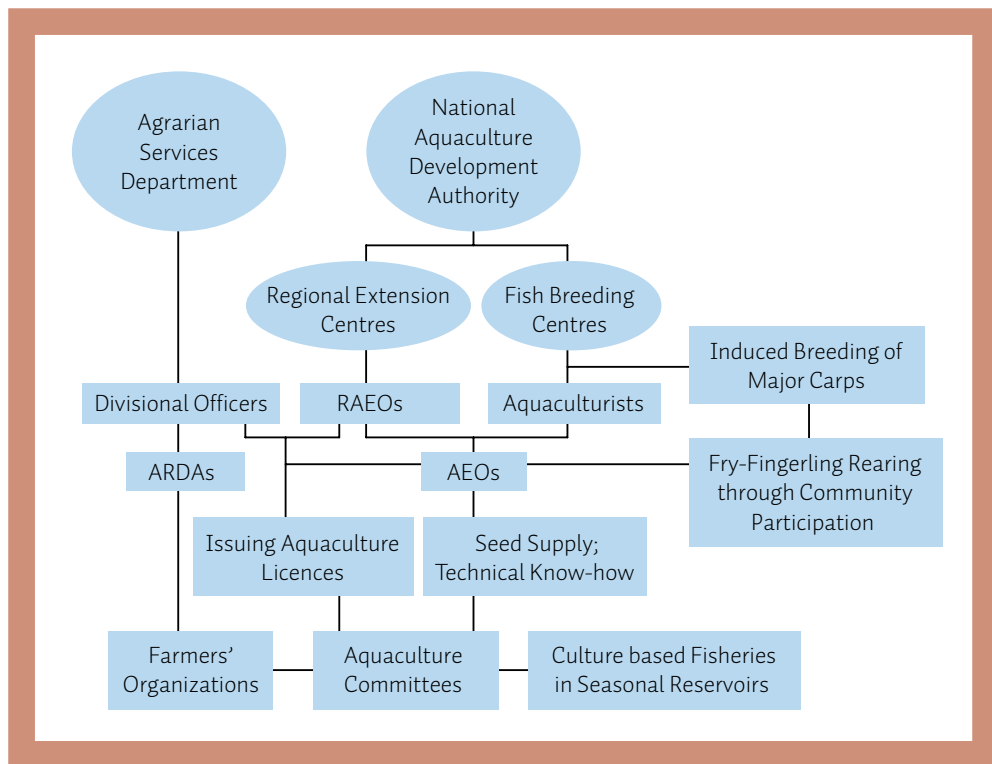 Agrarian
Services
Department
National
Aquaculture
Development
Authority
Regional Extension
Centres
Fish Breeding
Centres
Induced Breeding of
Major Carps
Divisional Officers
RAEOs
Aquaculturists
ARDAs
AEOs
Fry-Fingerling Rearing
through Community
Participation
Issuing Aquaculture
Licences
Seed Supply;
Technical Know-how
Farmers’
Organizations
Aquaculture
Committees
Culture based Fisheries
in Seasonal Reservoirs